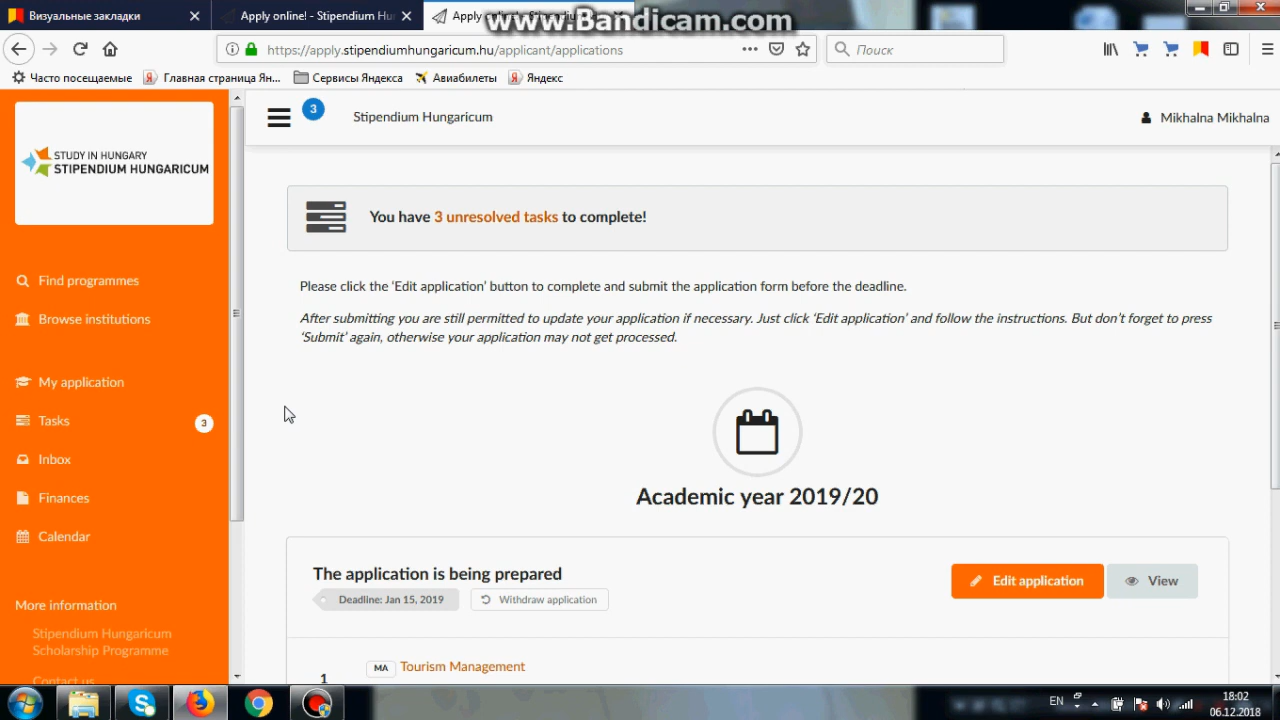 Визуальные закладки
Apply online! - Stipendium Hu
www.Bandicam.com
https://apply.stipendiumhungaricum.hu/applicant/applications
Поиск
Часто посещаемые
Главная страница Ян...
Сервисы Яндекса
Авиабилеты
Яндекс
STUDY IN HUNGARY
STIPENDIUM HUNGARICUM
3
Stipendium Hungaricum
Mikhalna Mikhalna
You have 3 unresolved tasks to complete!
Find programmes
Browse institutions
My application
Tasks
3
Inbox
Finances
Calendar
More information
Stipendium Hungaricum
Scholarship Programme
Contact us
Please click the ‘Edit application’ button to complete and submit the application form before the deadline.
After submitting you are still permitted to update your application if necessary. Just click ‘Edit application’ and follow the instructions. But don’t forget to press
‘Submit’ again, otherwise your application may not get processed.
Academic year 2019/20
The application is being prepared
Deadline: Jan 15, 2019
Withdraw application
Edit application
View
1
MA Tourism Management
EN
18:02
06.12.2018